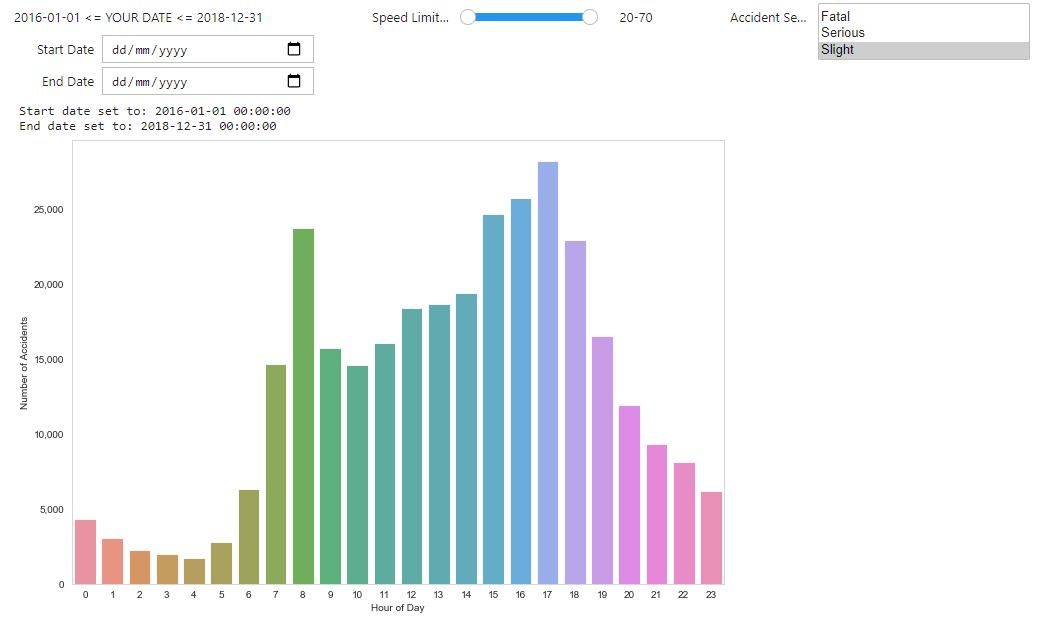 2016-01-01 <= YOUR DATE <= 2018-12-31
Speed Limit... 20-70
Accident Se...
Fatal
Serious
Slight
Start Date dd/mm/yyyy
End Date dd/mm/yyyy
Start date set to: 2016-01-01 00:00:00
End date set to: 2018-12-31 00:00:00
Number of Accidents
25,000
20,000
15,000
10,000
5,000
0
0 1 2 3 4 5 6 7 8 9 10 11 12 13 14 15 16 17 18 19 20 21 22 23
Hour of Day